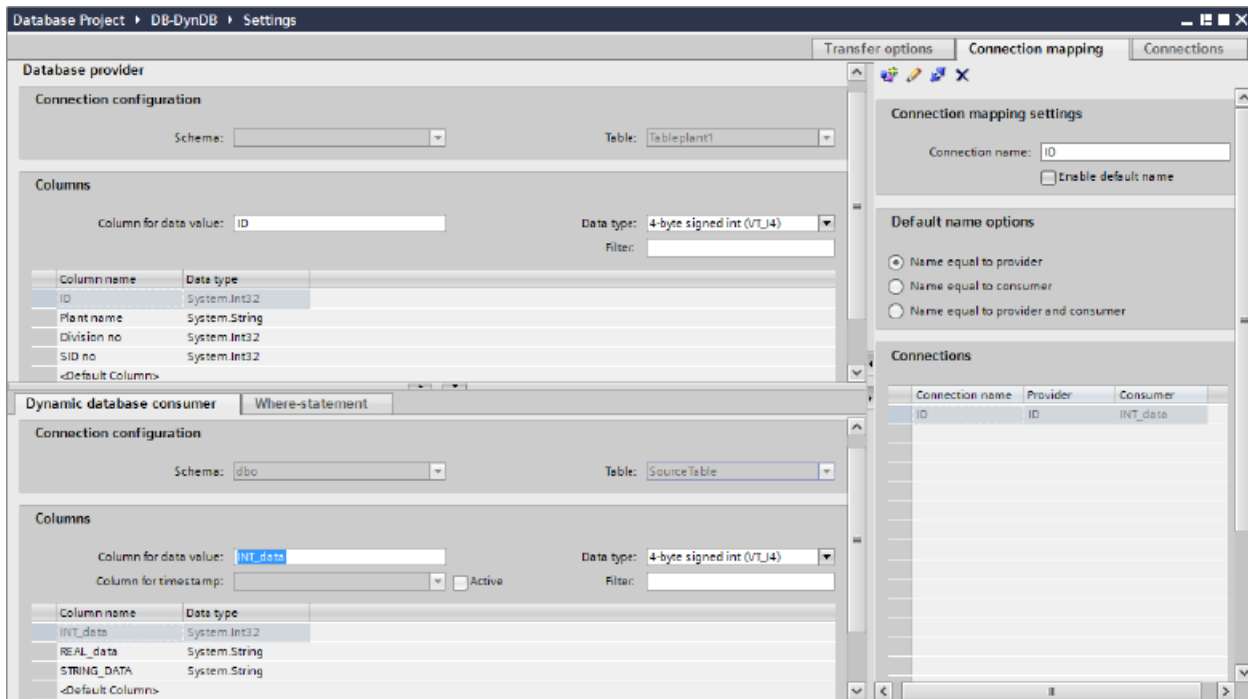 Database Project ▸ DB-DynDB ▸ Settings
Transfer options Connection mapping Connections
Database provider
Connection configuration
Schema: Table: Tableplant1
Columns
Column for data value: ID Data type: 4-byte signed int (VT_I4)
Filter:
Column name Data type
ID System.Int32
Plant name System.String
Division no System.Int32
SID no System.Int32
<Default Column>
Dynamic database consumer Where-statement
Connection configuration
Schema: dbo Table: SourceTable
Columns
Column for data value: INT_data Data type: 4-byte signed int (VT_I4)
Column for timestamp: Active Filter:
Column name Data type
INT_data System.Int32
REAL_data System.String
STRING_DATA System.String
<Default Column>
Connection mapping settings
Connection name: ID
Enable default name
Default name options
Name equal to provider
Name equal to consumer
Name equal to provider and consumer
Connections
Connection name Provider Consumer
ID ID INT_data